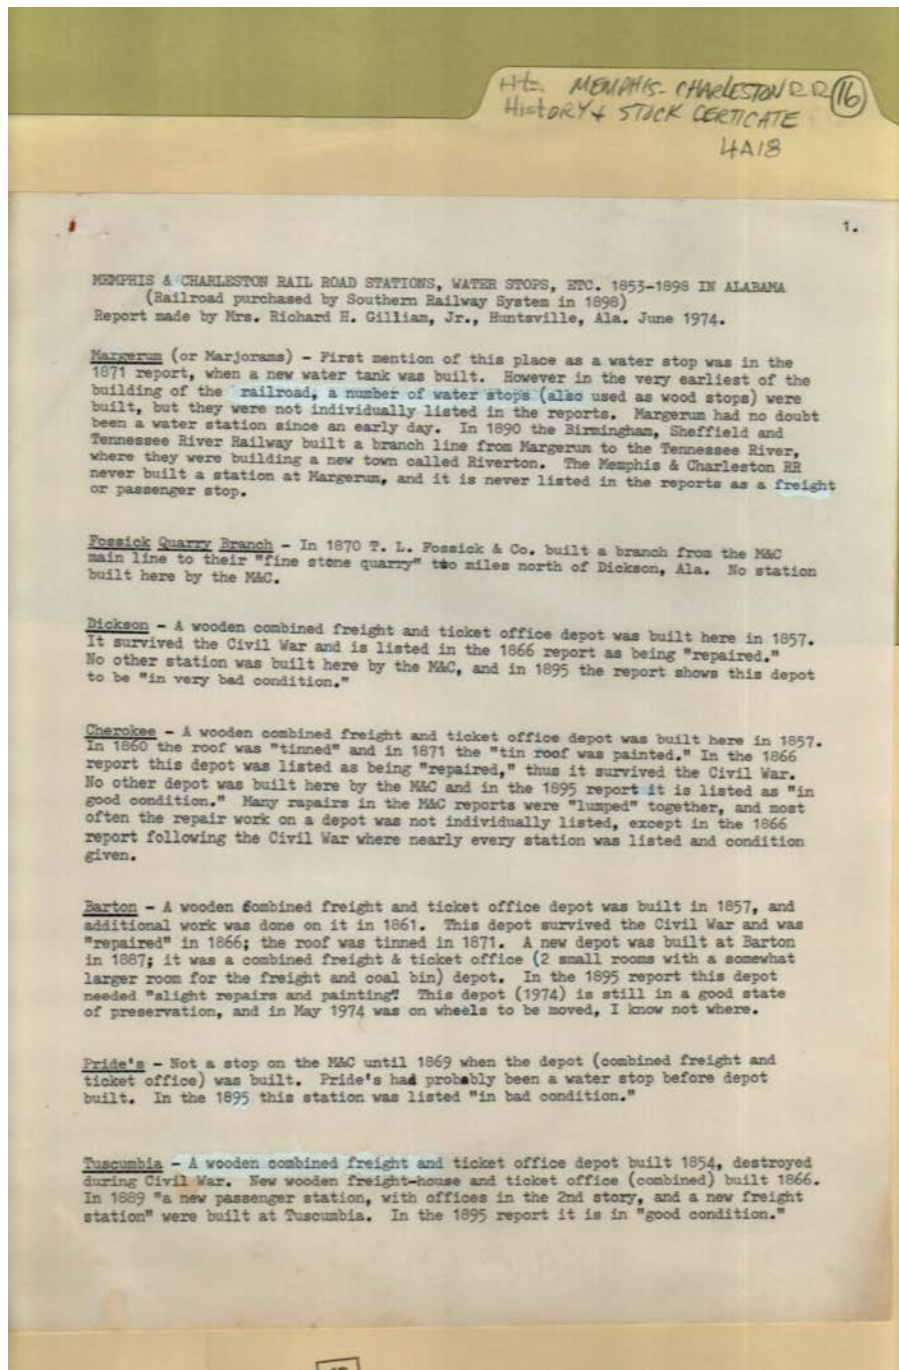 Hts MEMPHIS-CHARLESTON R R 16
HISTORY & STOCK CERTICATE
4A18
1.
MEMPHIS & CHARLESTON RAIL ROAD STATIONS, WATER STOPS, ETC. 1853-1898 IN ALABAMA
(Railroad purchased by Southern Railway System in 1898)
Report made by Mrs. Richard H. Gilliam, Jr., Huntsville, Ala. June 1974.
Margerum (or Marjorams) - First mention of this place as a water stop was in the
1871 report, when a new water tank was built. However in the very earliest of the
building of the railroad, a number of water stops (also used as wood stops) were
built, but they were not individually listed in the reports. Margerum had no doubt
been a water station since an early day. In 1890 the Birmingham, Sheffield and
Tennessee River Railway built a branch line from Margerum to the Tennessee River,
where they were building a new town called Riverton. The Memphis & Charleston RR
never built a station at Margerum, and it is never listed in the reports as a freight
or passenger stop.
Fossick Quarry Branch - In 1870 T. L. Fossick & Co. built a branch from the M&C
main line to their "fine stone quarry" two miles north of Dickson, Ala. No station
built here by the M&C.
Dickson - A wooden combined freight and ticket office depot was built here in 1857.
It survived the Civil War and is listed in the 1866 report as being "repaired."
No other station was built here by the M&C, and in 1895 the report shows this depot
to be "in very bad condition."
Cherokee - A wooden combined freight and ticket office depot was built here in 1857.
In 1860 the roof was "tinned" and in 1871 the "tin roof was painted." In the 1866
report this depot was listed as being "repaired," thus it survived the Civil War.
No other depot was built here by the M&C and in the 1895 report it is listed as "in
good condition." Many rapairs in the M&C reports were "lumped" together, and most
often the repair work on a depot was not individually listed, except in the 1866
report following the Civil War where nearly every station was listed and condition
given.
Barton - A wooden combined freight and ticket office depot was built in 1857, and
additional work was done on it in 1861. This depot survived the Civil War and was
"repaired" in 1866; the roof was tinned in 1871. A new depot was built at Barton
in 1887; it was a combined freight & ticket office (2 small rooms with a somewhat
larger room for the freight and coal bin) depot. In the 1895 report this depot
needed "slight repairs and painting". This depot (1974) is still in a good state
of preservation, and in May 1974 was on wheels to be moved, I know not where.
Pride's - Not a stop on the M&C until 1869 when the depot (combined freight and
ticket office) was built. Pride's had probably been a water stop before depot
built. In the 1895 this station was listed "in bad condition."
Tuscumbia - A wooden combined freight and ticket office depot built 1854, destroyed
during Civil War. New wooden freight-house and ticket office (combined) built 1866.
In 1889 "a new passenger station, with offices in the 2nd story, and a new freight
station" were built at Tuscumbia. In the 1895 report it is in "good condition."